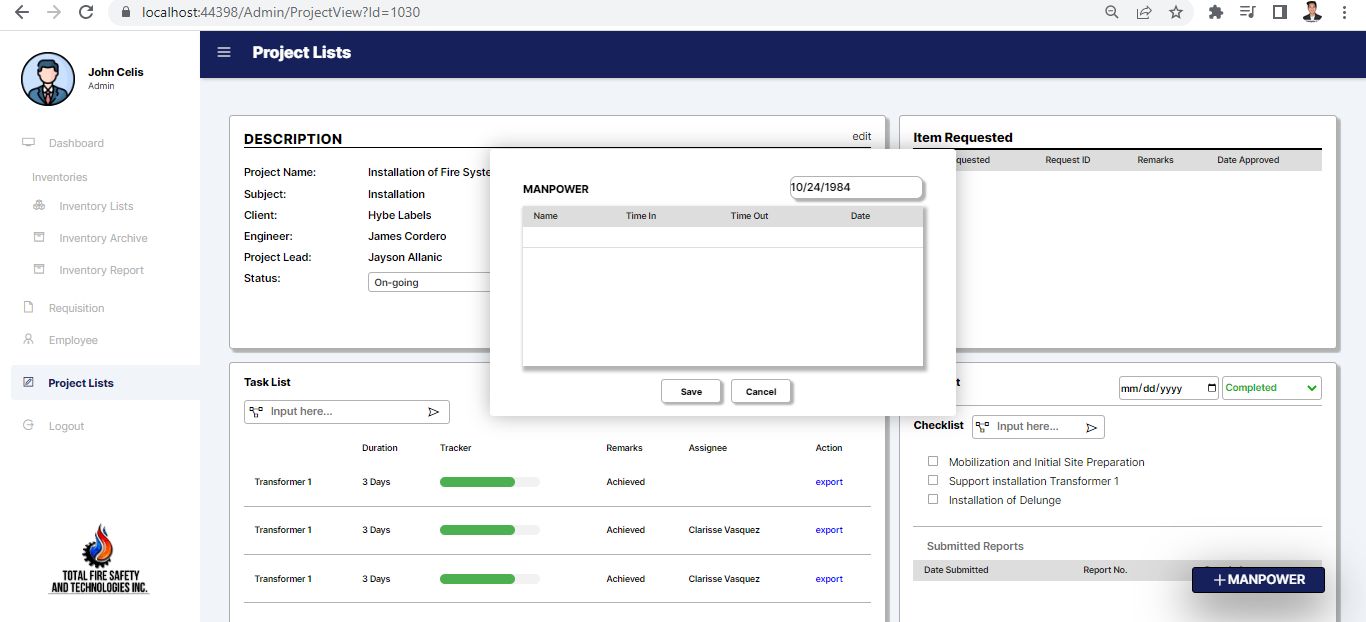 localhost:44398/Admin/ProjectView?Id=1030
John Celis
Admin
Dashboard
Inventories
Inventory Lists
Inventory Archive
Inventory Report
Requisition
Employee
Project Lists
Logout
TOTAL FIRE SAFETY
AND TECHNOLOGIES INC.
Project Lists
DESCRIPTION edit
Project Name: Installation of Fire Syste
Subject: Installation
Client: Hybe Labels
Engineer: James Cordero
Project Lead: Jayson Allanic
Status: On-going
Item Requested
quested Request ID Remarks Date Approved
MANPOWER 10/24/1984
Name Time In Time Out Date
Save Cancel
Task List
Input here...
Duration Tracker Remarks Assignee Action
Transformer 1 3 Days Achieved export
Transformer 1 3 Days Achieved Clarisse Vasquez export
Transformer 1 3 Days Achieved Clarisse Vasquez export
t mm/dd/yyyy Completed
Checklist Input here...
Mobilization and Initial Site Preparation
Support installation Transformer 1
Installation of Delunge
Submitted Reports
Date Submitted Report No.
+MANPOWER